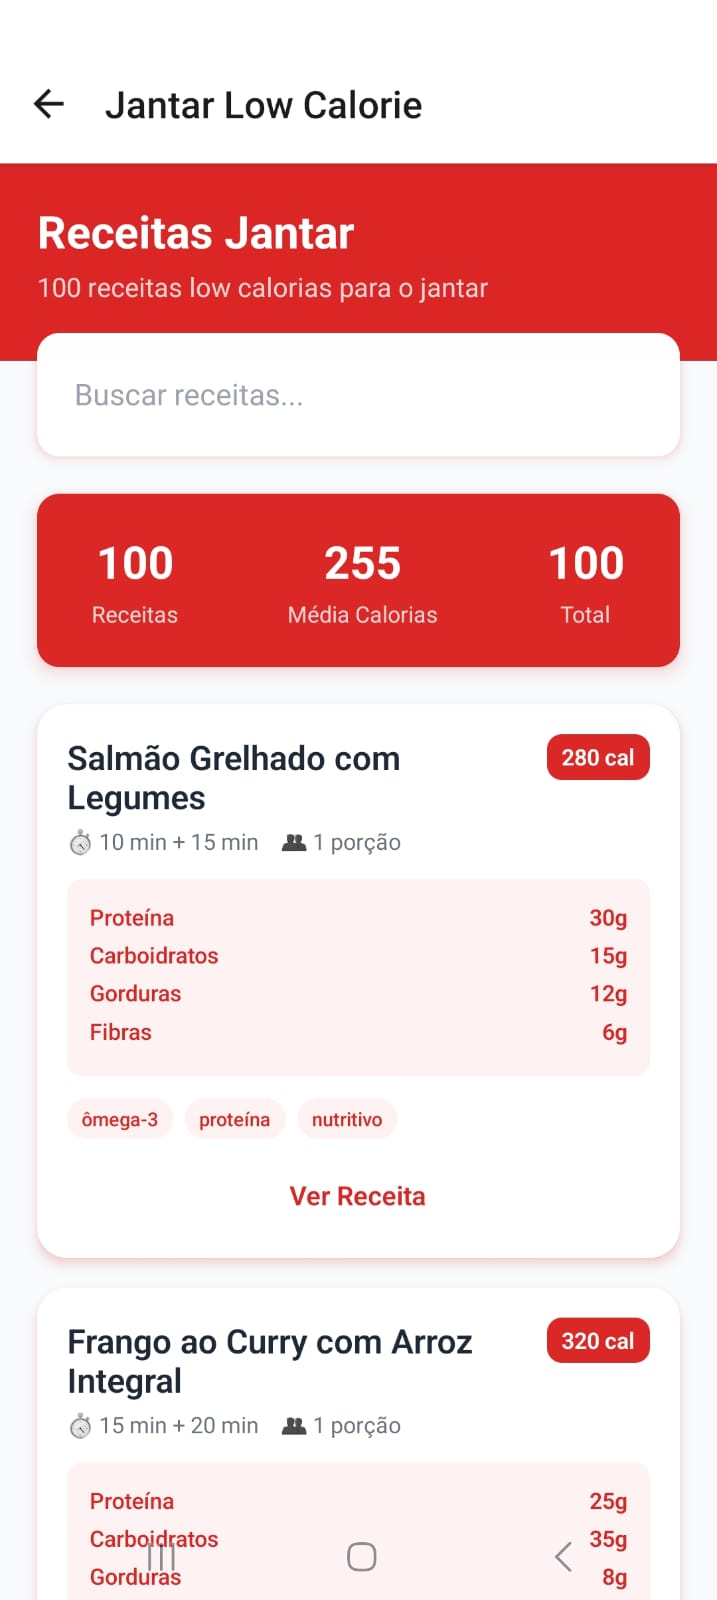 Jantar Low Calorie
Receitas Jantar
100 receitas low calorias para o jantar
Buscar receitas...
100 255 100
Receitas Média Calorias Total
Salmão Grelhado com 280 cal
Legumes
10 min + 15 min 1 porção
Proteína 30g
Carboidratos 15g
Gorduras 12g
Fibras 6g
ômega-3 proteína nutritivo
Ver Receita
Frango ao Curry com Arroz 320 cal
Integral
15 min + 20 min 1 porção
Proteína 25g
Carboidratos 35g
Gorduras 8g